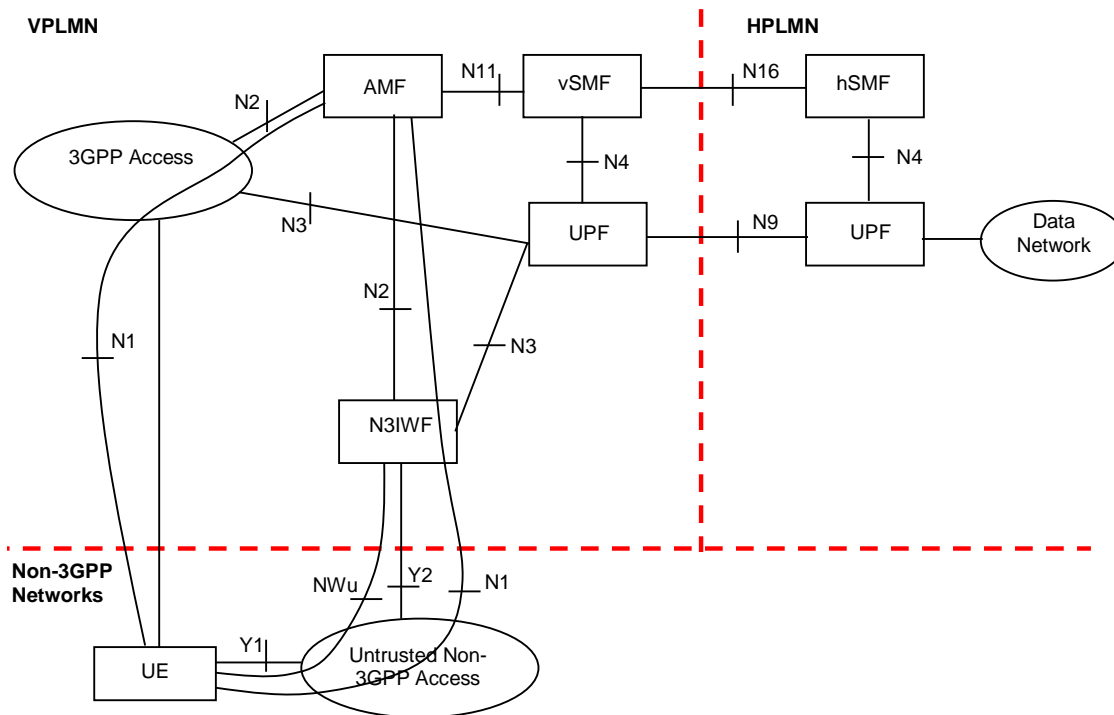 VPLMN
HPLMN
N11
N16
AMF
vSMF
hSMF
N2
3GPP Access
N4
N4
N3
UPF
N9
UPF
Data
Network
N2
N1
N3
N3IWF
Non-3GPP
Networks
NWu
Y2
N1
Y1
UE
Untrusted Non-
3GPP Access